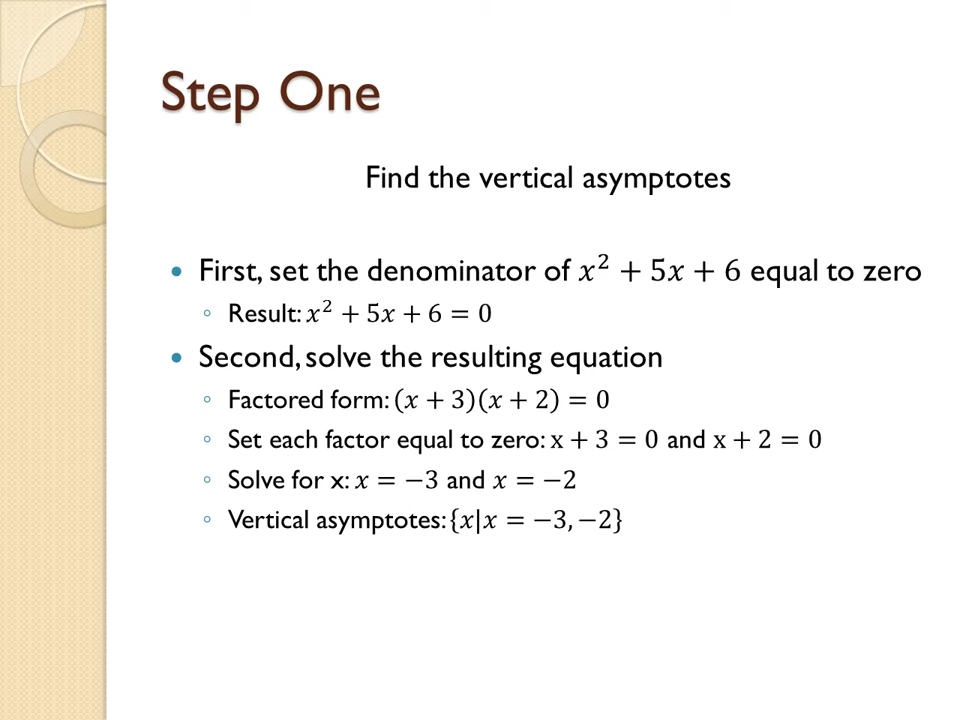 Step One
Find the vertical asymptotes
• First, set the denominator of 𝑥² + 5𝑥 + 6 equal to zero
◦ Result: 𝑥² + 5𝑥 + 6 = 0
• Second, solve the resulting equation
◦ Factored form: (𝑥 + 3)(𝑥 + 2) = 0
◦ Set each factor equal to zero: x + 3 = 0 and x + 2 = 0
◦ Solve for x: 𝑥 = −3 and 𝑥 = −2
◦ Vertical asymptotes: {𝑥|𝑥 = −3, −2}